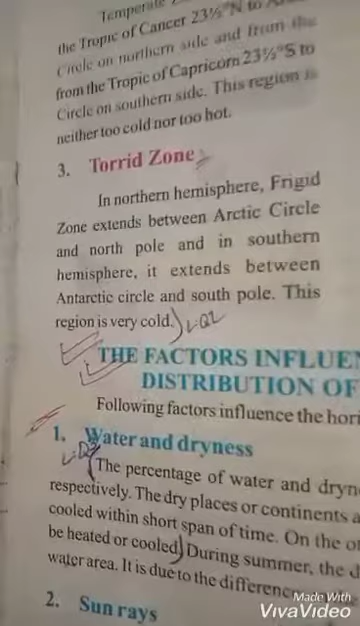 Temperate
the Tropic of Cancer 23½°N to
Circle on northern side and from the
from the Tropic of Capricorn 23½°S to
Circle on southern side. This region is
neither too cold nor too hot.
3. Torrid Zone
In northern hemisphere, Frigid
Zone extends between Arctic Circle
and north pole and in southern
hemisphere, it extends between
Antarctic circle and south pole. This
region is very cold.
THE FACTORS INFLUEN
DISTRIBUTION OF
Following factors influence the hori
1. Water and dryness
The percentage of water and dryn
respectively. The dry places or continents a
cooled within short span of time. On the o
be heated or cooled. During summer, the d
water area. It is due to the difference
2. Sun rays
Made With
VivaVideo